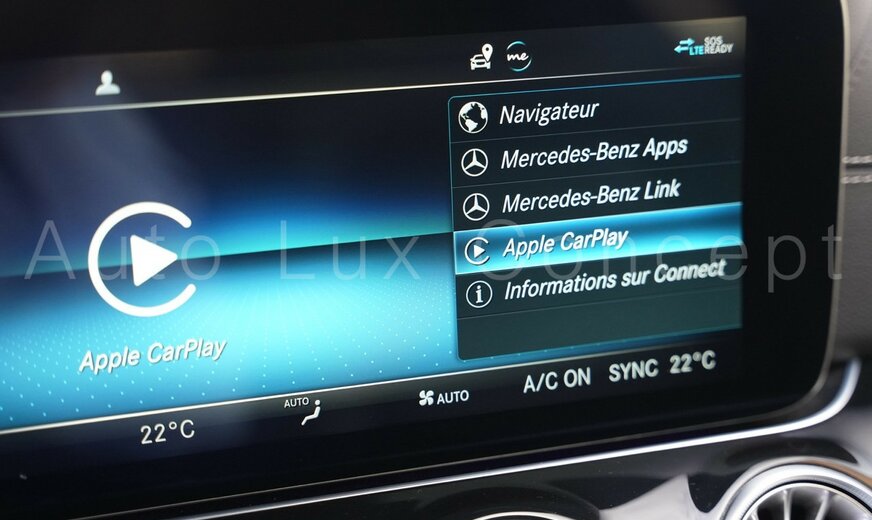 me
SOS
LTE READY
Navigateur
Mercedes-Benz Apps
Mercedes-Benz Link
Apple CarPlay
Informations sur Connect
Auto Lux Concept
Apple CarPlay
22°C
AUTO
AUTO
A/C ON
SYNC
22°C